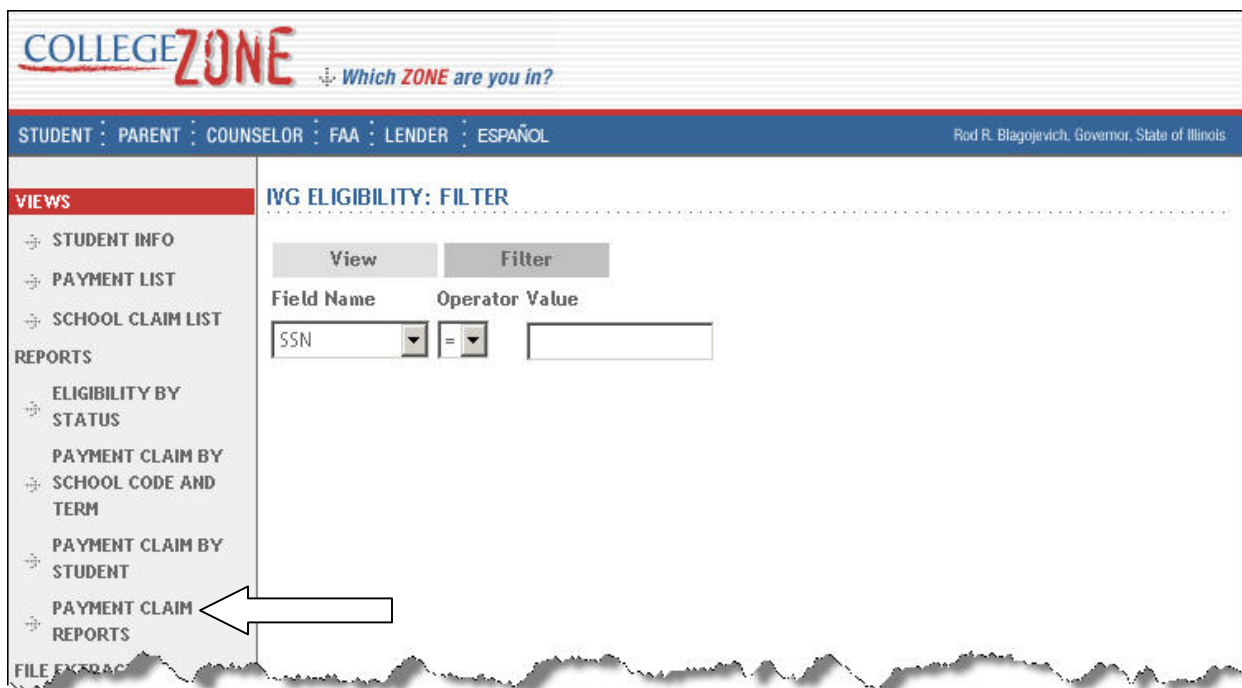 COLLEGEZONE
Which ZONE are you in?
STUDENT PARENT COUNSELOR FAA LENDER ESPAÑOL
Rod R. Blagojevich, Governor, State of Illinois
VIEWS
STUDENT INFO
PAYMENT LIST
SCHOOL CLAIM LIST
REPORTS
ELIGIBILITY BY
STATUS
PAYMENT CLAIM BY
SCHOOL CODE AND
TERM
PAYMENT CLAIM BY
STUDENT
PAYMENT CLAIM
REPORTS
FILE
IVG ELIGIBILITY: FILTER
View Filter
Field Name Operator Value
SSN =